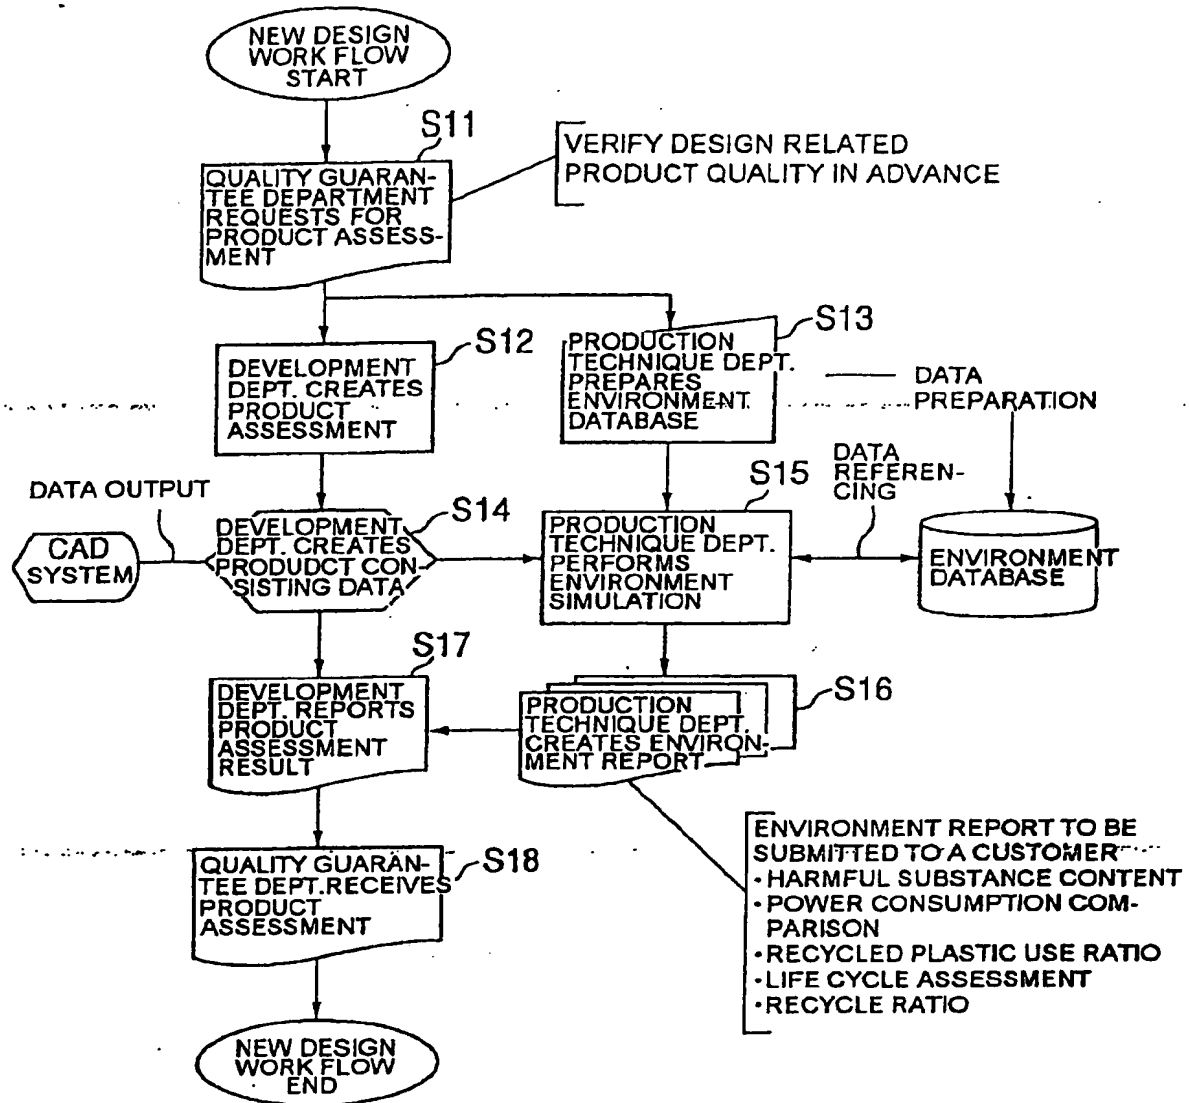 NEW DESIGN
WORK FLOW
START
S11
QUALITY GUARAN-
TEE DEPARTMENT
REQUESTS FOR
PRODUCT ASSESS-
MENT
VERIFY DESIGN RELATED
PRODUCT QUALITY IN ADVANCE
S12
DEVELOPMENT
DEPT. CREATES
PRODUCT
ASSESSMENT
S13
PRODUCTION
TECHNIQUE DEPT.
PREPARES
ENVIRONMENT
DATABASE
DATA
PREPARATION
DATA OUTPUT
CAD
SYSTEM
S14
DEVELOPMENT
DEPT. CREATES
PRODUDCT CON-
SISTING DATA
S15
PRODUCTION
TECHNIQUE DEPT.
PERFORMS
ENVIRONMENT
SIMULATION
DATA
REFEREN-
CING
ENVIRONMENT
DATABASE
S17
DEVELOPMENT
DEPT. REPORTS
PRODUCT
ASSESSMENT
RESULT
S16
PRODUCTION
TECHNIQUE DEPT.
CREATES ENVIRON-
MENT REPORT
S18
QUALITY GUARAN-
TEE DEPT.RECEIVES
PRODUCT
ASSESSMENT
ENVIRONMENT REPORT TO BE
SUBMITTED TO A CUSTOMER
·HARMFUL SUBSTANCE CONTENT
·POWER CONSUMPTION COM-
PARISON
·RECYCLED PLASTIC USE RATIO
·LIFE CYCLE ASSESSMENT
·RECYCLE RATIO
NEW DESIGN
WORK FLOW
END